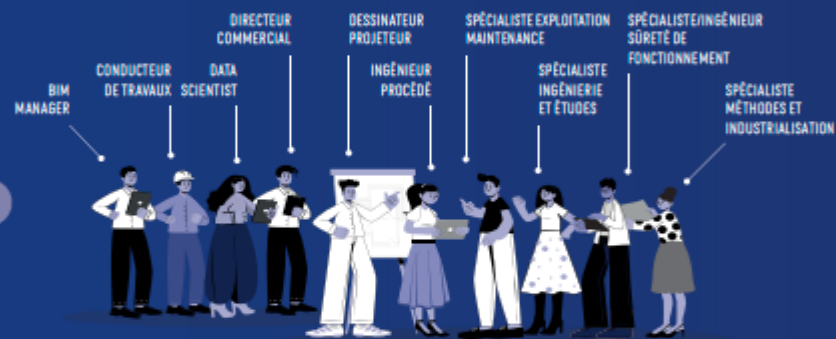 BIM
MANAGER
CONDUCTEUR
DE TRAVAUX
DATA
SCIENTIST
DIRECTEUR
COMMERCIAL
DESSINATEUR
PROJETEUR
INGÉNIEUR
PROCÉDÉ
SPÉCIALISTE EXPLOITATION
MAINTENANCE
SPÉCIALISTE
INGÉNIERIE
ET ÉTUDES
SPÉCIALISTE/INGÉNIEUR
SÛRETÉ DE
FONCTIONNEMENT
SPÉCIALISTE
MÉTHODES ET
INDUSTRIALISATION